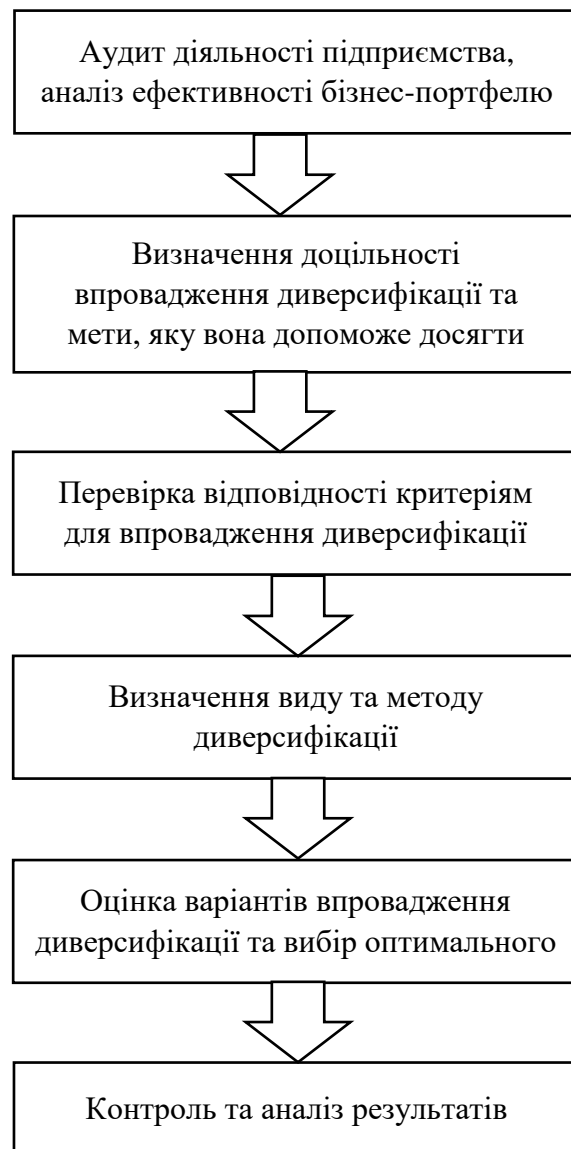 Аудит діяльності підприємства,
аналіз ефективності бізнес-портфелю
Визначення доцільності
впровадження диверсифікації та
мети, яку вона допоможе досягти
Перевірка відповідності критеріям
для впровадження диверсифікації
Визначення виду та методу
диверсифікації
Оцінка варіантів впровадження
диверсифікації та вибір оптимального
Контроль та аналіз результатів